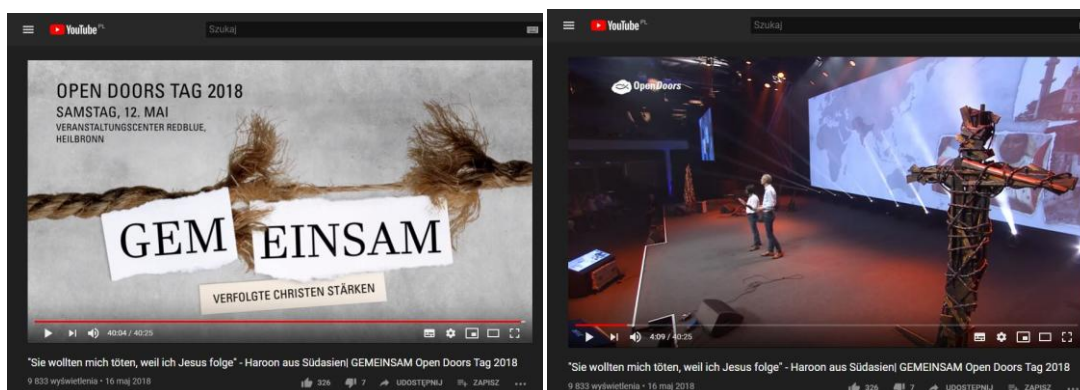 YouTube PL
Szukaj
OPEN DOORS TAG 2018
SAMSTAG, 12. MAI
VERANSTALTUNGSCENTER REDBLUE,
HEILBRONN
GEM EINSAM
VERFOLGTE CHRISTEN STÄRKEN
40:04 / 40:25
"Sie wollten mich töten, weil ich Jesus folge" - Haroon aus Südasien| GEMEINSAM Open Doors Tag 2018
9 833 wyświetlenia • 16 maj 2018
326
7
UDOSTĘPNIJ
ZAPISZ
YouTube PL
Szukaj
OpenDoors
4:09 / 40:25
"Sie wollten mich töten, weil ich Jesus folge" - Haroon aus Südasien| GEMEINSAM Open Doors Tag 2018
9 833 wyświetlenia • 16 maj 2018
326
7
UDOSTĘPNIJ
ZAPISZ